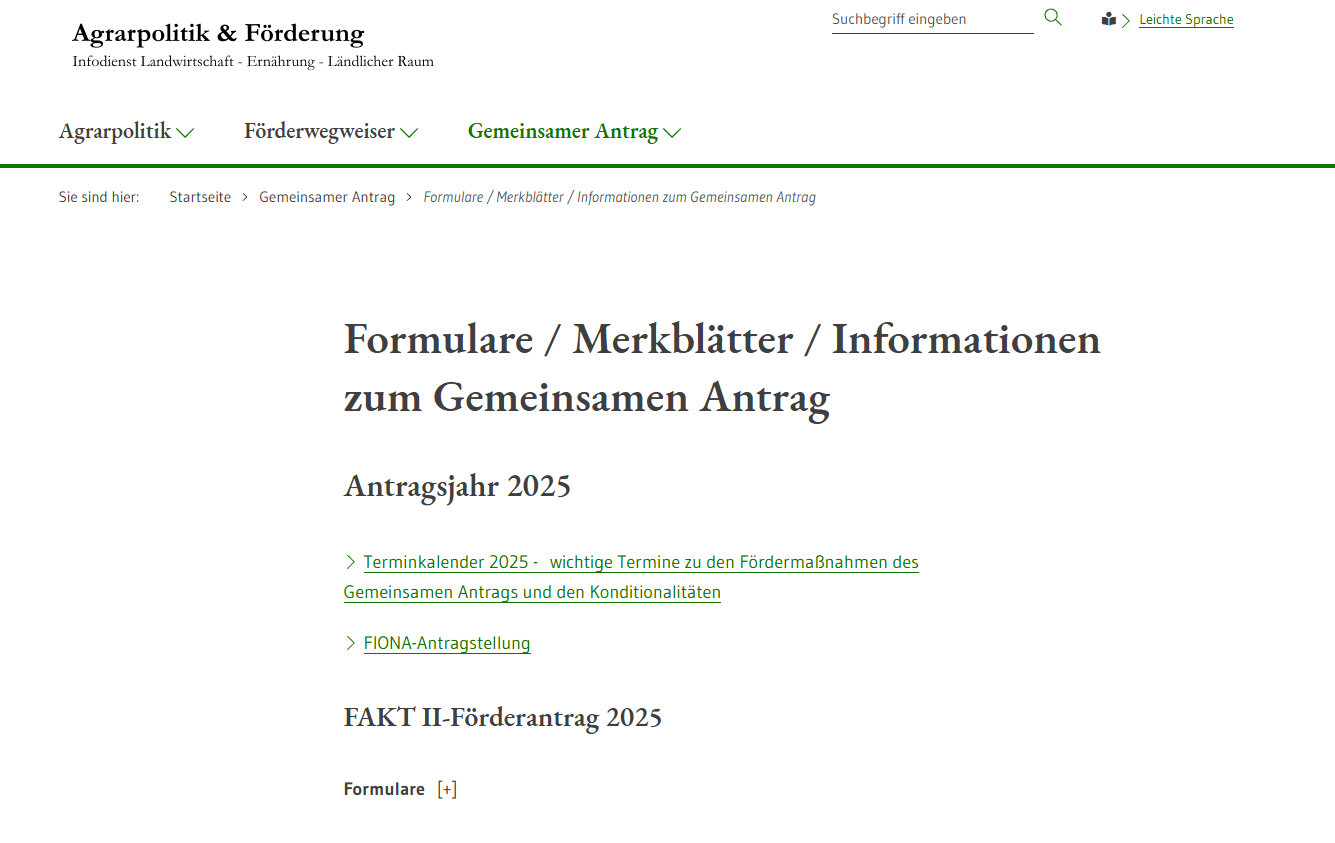 Agrarpolitik & Förderung
Infodienst Landwirtschaft - Ernährung - Ländlicher Raum
Suchbegriff eingeben
Leichte Sprache
Agrarpolitik
Förderwegweiser
Gemeinsamer Antrag
Sie sind hier: Startseite > Gemeinsamer Antrag > Formulare / Merkblätter / Informationen zum Gemeinsamen Antrag
Formulare / Merkblätter / Informationen
zum Gemeinsamen Antrag
Antragsjahr 2025
Terminkalender 2025 - wichtige Termine zu den Fördermaßnahmen des
Gemeinsamen Antrags und den Konditionalitäten
FIONA-Antragstellung
FAKT II-Förderantrag 2025
Formulare [+]